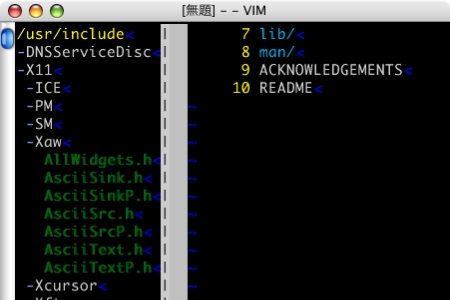 [無題] - - VIM
/usr/include<
-DNSServiceDisc
-X11<
-ICE<
-PM<
-SM<
-Xaw<
AllWidgets.h<
AsciiSink.h<
AsciiSinkP.h<
AsciiSrc.h<
AsciiSrcP.h<
AsciiText.h<
AsciiTextP.h<
-Xcursor<
7 lib/<
8 man/<
9 ACKNOWLEDGEMENTS<
10 README<
~
~
~
~
~
~
~
~
~
~
~